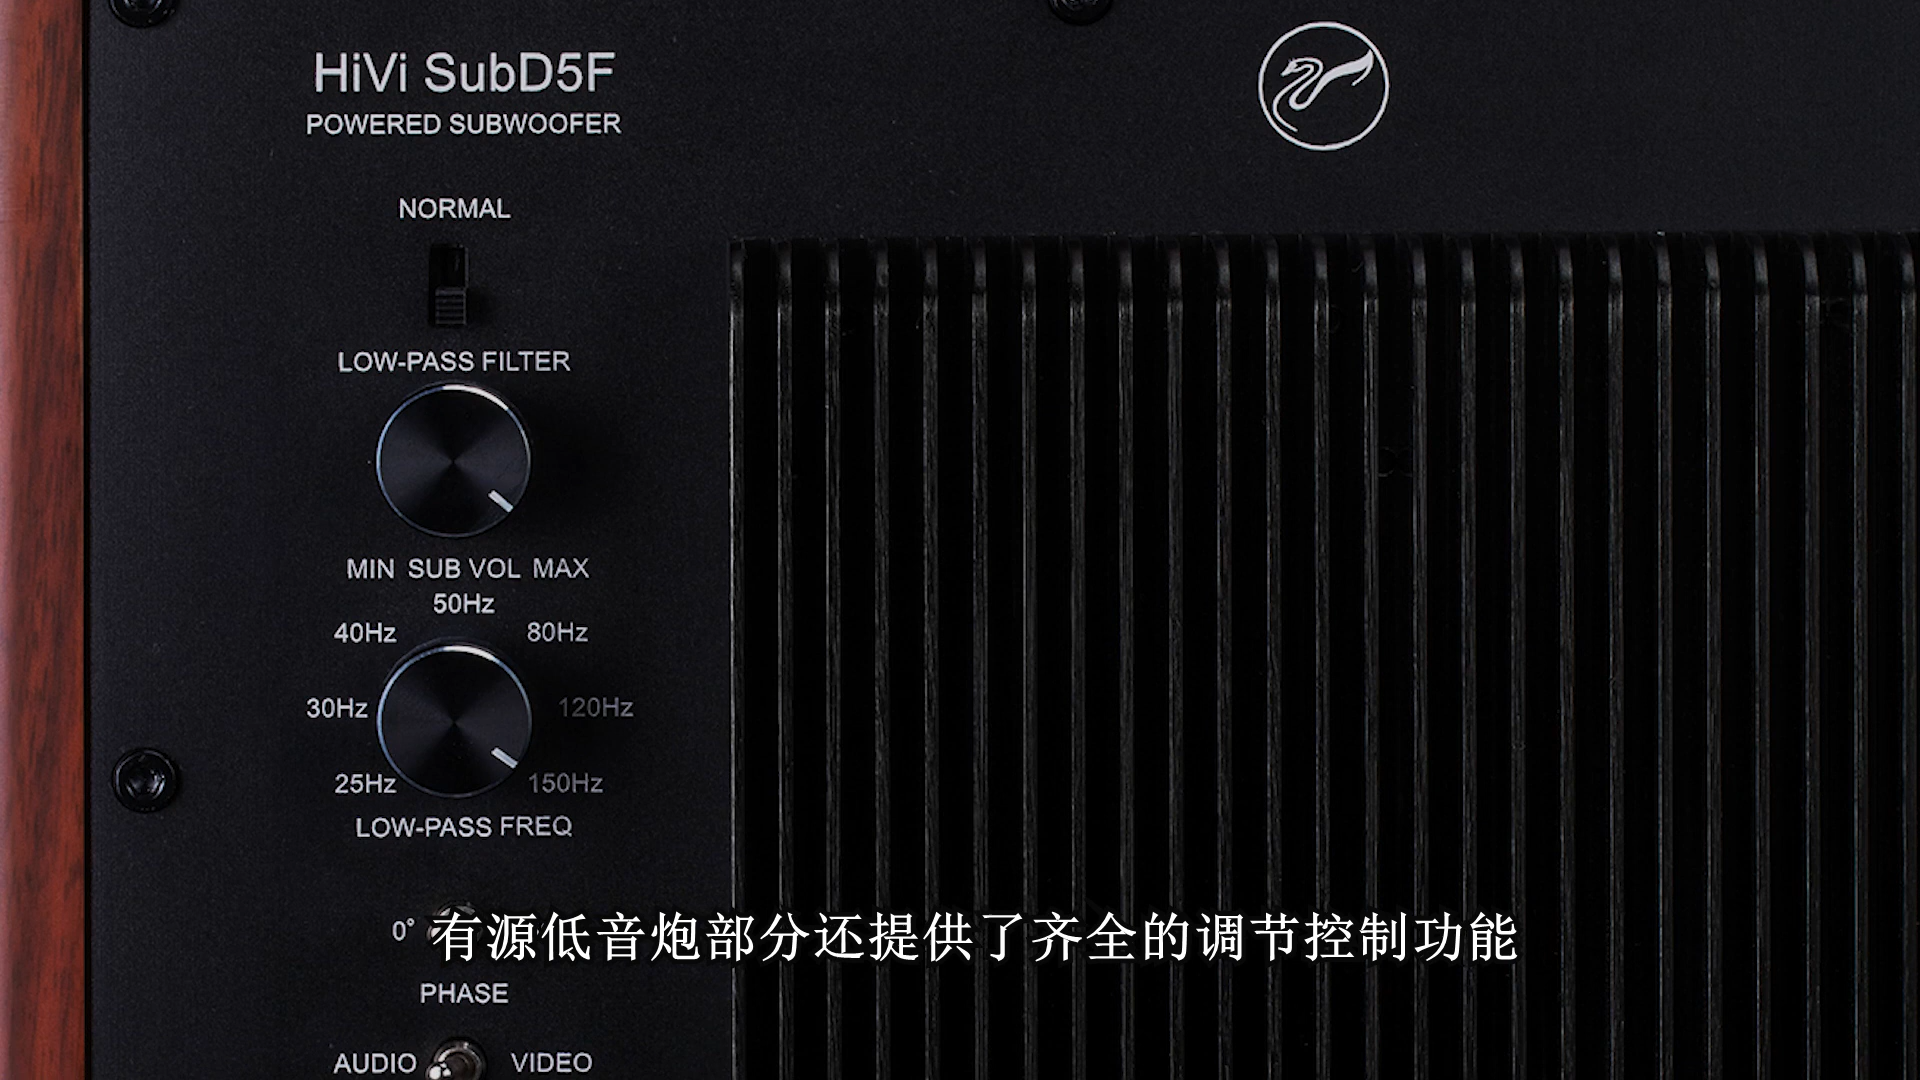 HiVi SubD5F
POWERED SUBWOOFER
NORMAL
LOW-PASS FILTER
MIN SUB VOL MAX
50Hz
40Hz 80Hz
30Hz 120Hz
25Hz 150Hz
LOW-PASS FREQ
0°
有源低音炮部分还提供了齐全的调节控制功能
PHASE
AUDIO VIDEO